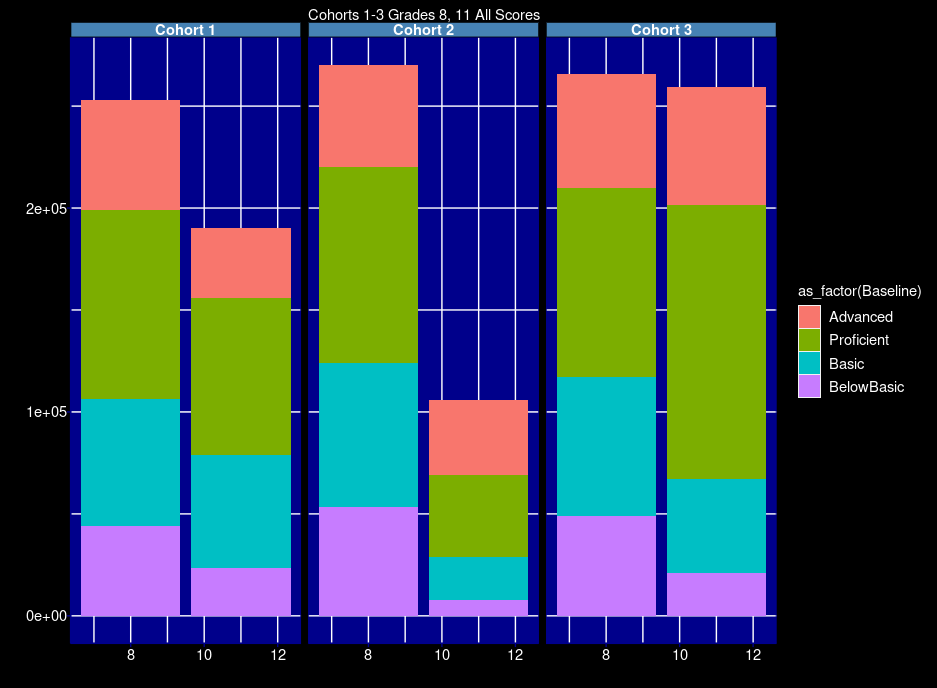 Cohorts 1-3 Grades 8, 11 All Scores
Cohort 1 Cohort 2 Cohort 3
2e+05
1e+05
0e+00
8 10 12 8 10 12 8 10 12
as_factor(Baseline)
Advanced
Proficient
Basic
BelowBasic